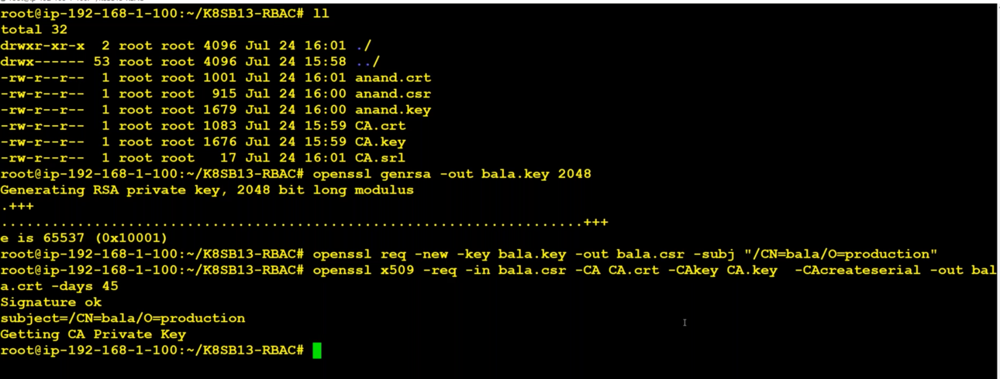 root@ip-192-168-1-100:~/K8SB13-RBAC# ll
total 32
drwxr-xr-x  2 root root 4096 Jul 24 16:01 ./
drwx------ 53 root root 4096 Jul 24 15:58 ../
-rw-r--r--  1 root root 1001 Jul 24 16:01 anand.crt
-rw-r--r--  1 root root  915 Jul 24 16:00 anand.csr
-rw-r--r--  1 root root 1679 Jul 24 16:00 anand.key
-rw-r--r--  1 root root 1083 Jul 24 15:59 CA.crt
-rw-r--r--  1 root root 1676 Jul 24 15:59 CA.key
-rw-r--r--  1 root root   17 Jul 24 16:01 CA.srl
root@ip-192-168-1-100:~/K8SB13-RBAC# openssl genrsa -out bala.key 2048
Generating RSA private key, 2048 bit long modulus
.+++
.....................................................................+++
e is 65537 (0x10001)
root@ip-192-168-1-100:~/K8SB13-RBAC# openssl req -new -key bala.key -out bala.csr -subj "/CN=bala/O=production"
root@ip-192-168-1-100:~/K8SB13-RBAC# openssl x509 -req -in bala.csr -CA CA.crt -CAkey CA.key  -CAcreateserial -out bal
a.crt -days 45
Signature ok
subject=/CN=bala/O=production
Getting CA Private Key
root@ip-192-168-1-100:~/K8SB13-RBAC#